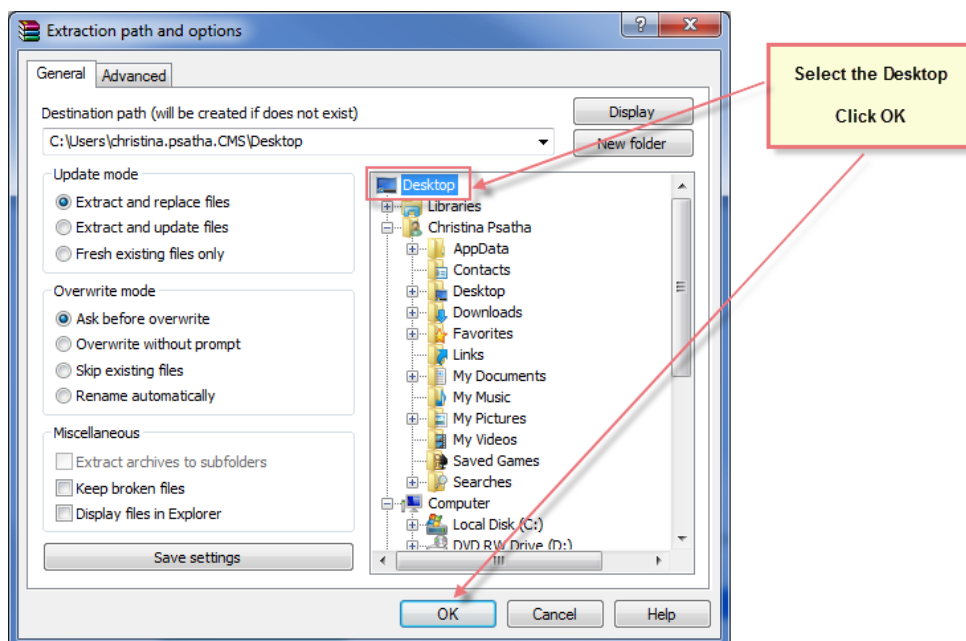 Extraction path and options
General
Advanced
Destination path (will be created if does not exist)
Display
C:\Users\christina.psatha.CMS\Desktop
New folder
Update mode
Extract and replace files
Extract and update files
Fresh existing files only
Overwrite mode
Ask before overwrite
Overwrite without prompt
Skip existing files
Rename automatically
Miscellaneous
Extract archives to subfolders
Keep broken files
Display files in Explorer
Save settings
Desktop
Libraries
Christina Psatha
AppData
Contacts
Desktop
Downloads
Favorites
Links
My Documents
My Music
My Pictures
My Videos
Saved Games
Searches
Computer
Local Disk (C:)
DVD RW Drive (D:)
OK
Cancel
Help
Select the Desktop
Click OK